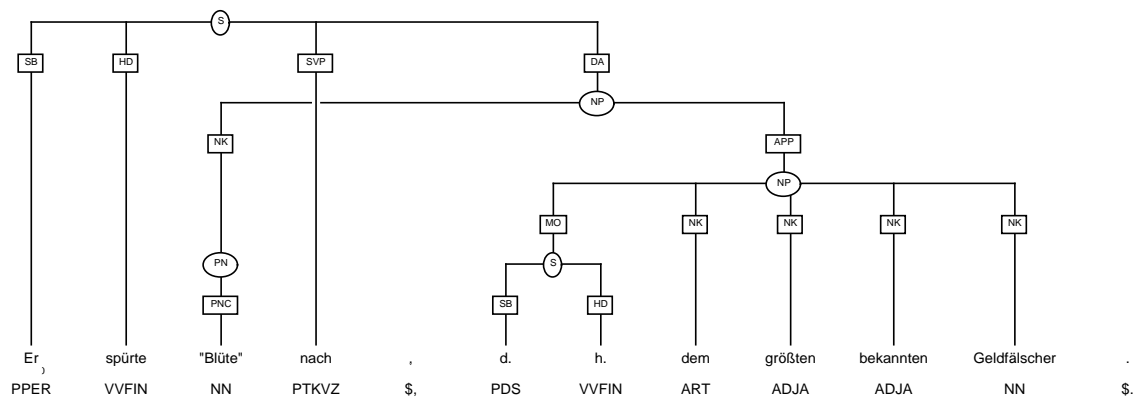 S
SB HD SVP DA
NP
NK APP
NP
MO NK NK NK NK
PN S
PNC SB HD
Er spürte "Blüte" nach , d. h. dem größten bekannten Geldfälscher .
PPER VVFIN NN PTKVZ $, PDS VVFIN ART ADJA ADJA NN $.